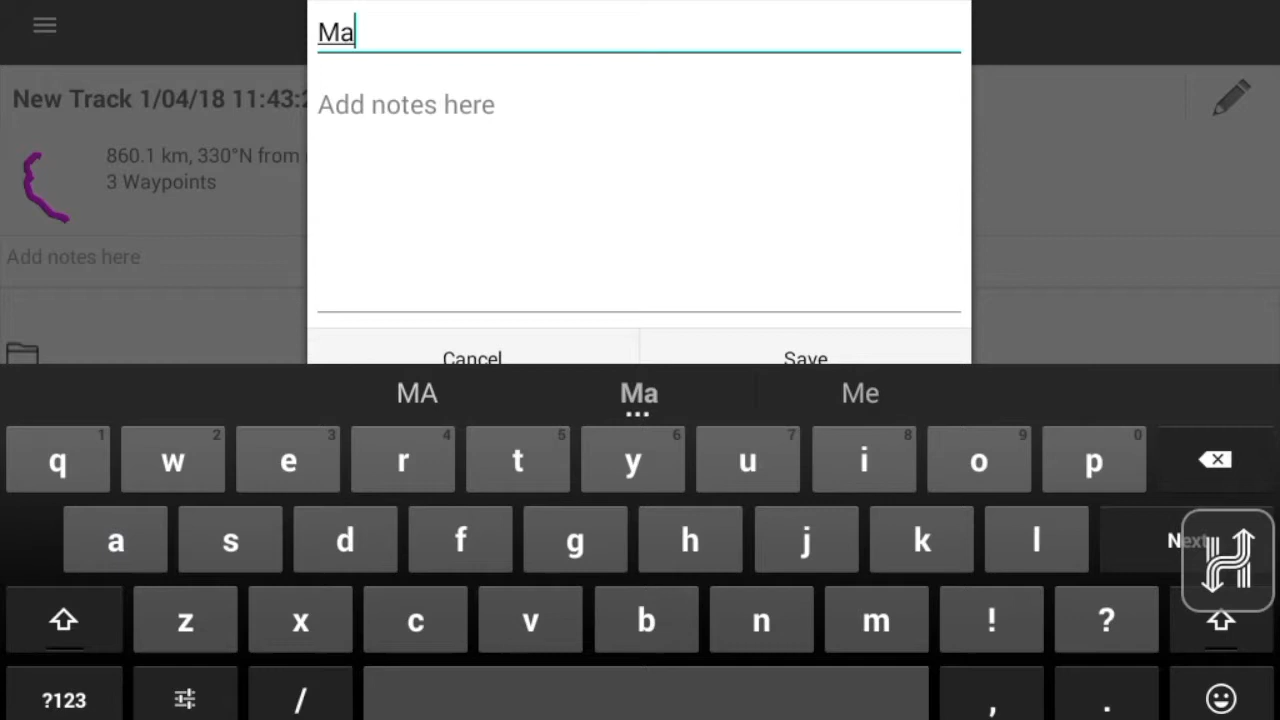 Ma
New Track 1/04/18 11:43:
Add notes here
860.1 km, 330°N from
3 Waypoints
Add notes here
Cancel Save
MA Ma Me
1 2 3 4 5 6 7 8 9 0
q w e r t y u i o p
a s d f g h j k l Next
z x c v b n m ! ?
?123 / , .